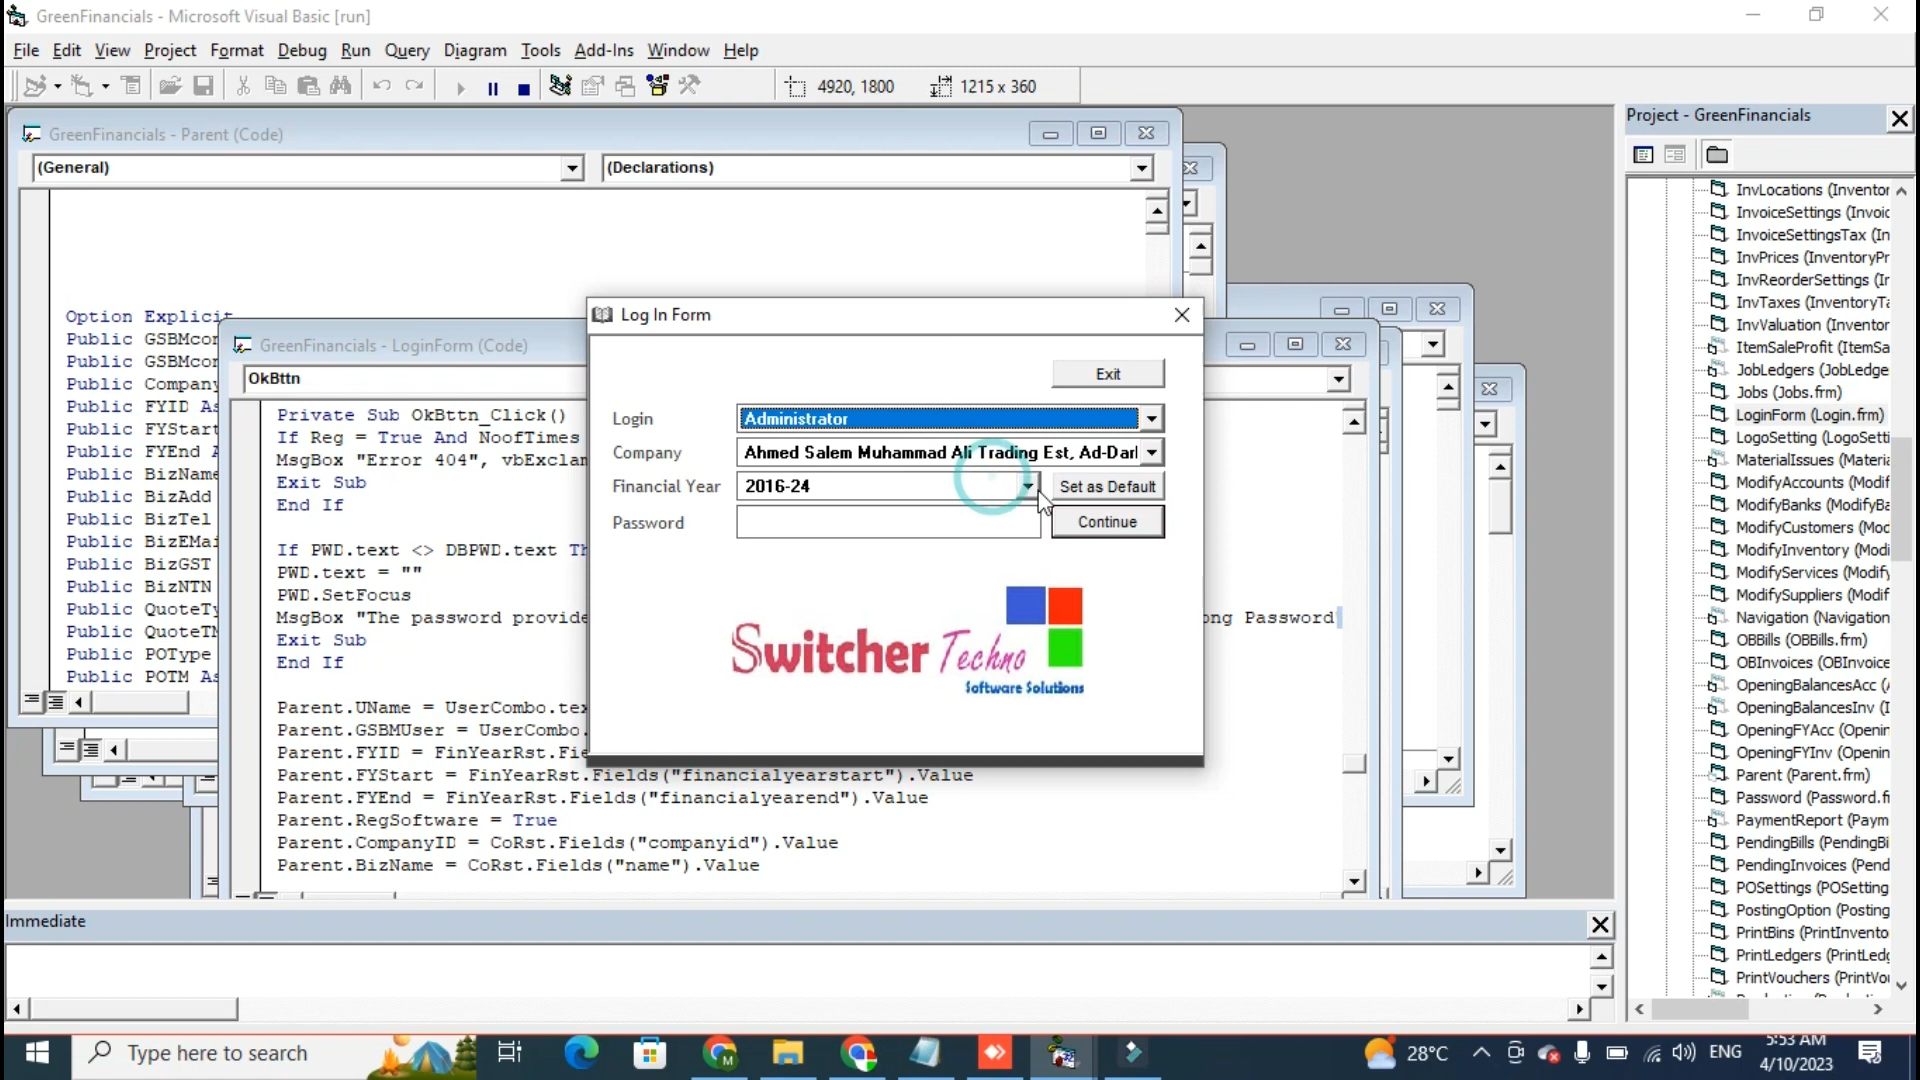 GreenFinancials - Microsoft Visual Basic [run]
File Edit View Project Format Debug Run Query Diagram Tools Add-Ins Window Help
4920, 1800 1215 x 360
GreenFinancials - Parent (Code)
(General) (Declarations)
Option Explicit
Public GSBMcon
Public GSBMcon
Public Company
Public FYID As
Public FYStart
Public FYEnd A
Public BizName
Public BizAdd
Public BizTel
Public BizEMai
Public BizGST
Public BizNTN
Public QuoteTy
Public QuoteTM
Public POType
Public POTM As
GreenFinancials - LoginForm (Code)
OkBttn
Private Sub OkBttn_Click()
If Reg = True And NoofTimes
MsgBox "Error 404", vbExclam
Exit Sub
End If
If PWD.text <> DBPWD.text Th
PWD.text = ""
PWD.SetFocus
MsgBox "The password provide
ong Password"
Exit Sub
End If
Parent.UName = UserCombo.tex
Parent.GSBMUser = UserCombo.
Parent.FYID = FinYearRst.Fie
Parent.FYStart = FinYearRst.Fields("financialyearstart").Value
Parent.FYEnd = FinYearRst.Fields("financialyearend").Value
Parent.RegSoftware = True
Parent.CompanyID = CoRst.Fields("companyid").Value
Parent.BizName = CoRst.Fields("name").Value
Log In Form
Exit
Login Administrator
Company Ahmed Salem Muhammad Ali Trading Est, Ad-Dar
Financial Year 2016-24 Set as Default
Password Continue
Switcher Techno
Software Solutions
Project - GreenFinancials
InvLocations (Inventor
InvoiceSettings (Invoic
InvoiceSettingsTax (In
InvPrices (InventoryPr
InvReorderSettings (Ir
InvTaxes (InventoryTa
InvValuation (Inventor
ItemSaleProfit (ItemSa
JobLedgers (JobLedge
Jobs (Jobs.frm)
LoginForm (Login.frm)
LogoSetting (LogoSetti
MaterialIssues (Materia
ModifyAccounts (Modif
ModifyBanks (ModifyBa
ModifyCustomers (Moc
ModifyInventory (Modi
ModifyServices (Modify
ModifySuppliers (Modif
Navigation (Navigation
OBBills (OBBills.frm)
OBInvoices (OBInvoice
OpeningBalancesAcc (
OpeningBalancesInv (I
OpeningFYAcc (Openin
OpeningFYInv (Openin
Parent (Parent.frm)
Password (Password.fr
PaymentReport (Paym
PendingBills (PendingBi
PendingInvoices (Pend
POSettings (POSetting
PostingOption (Posting
PrintBins (PrintInvento
PrintLedgers (PrintLedg
PrintVouchers (PrintVou
Immediate
Type here to search
28°C
ENG
5:53 AM
4/10/2023